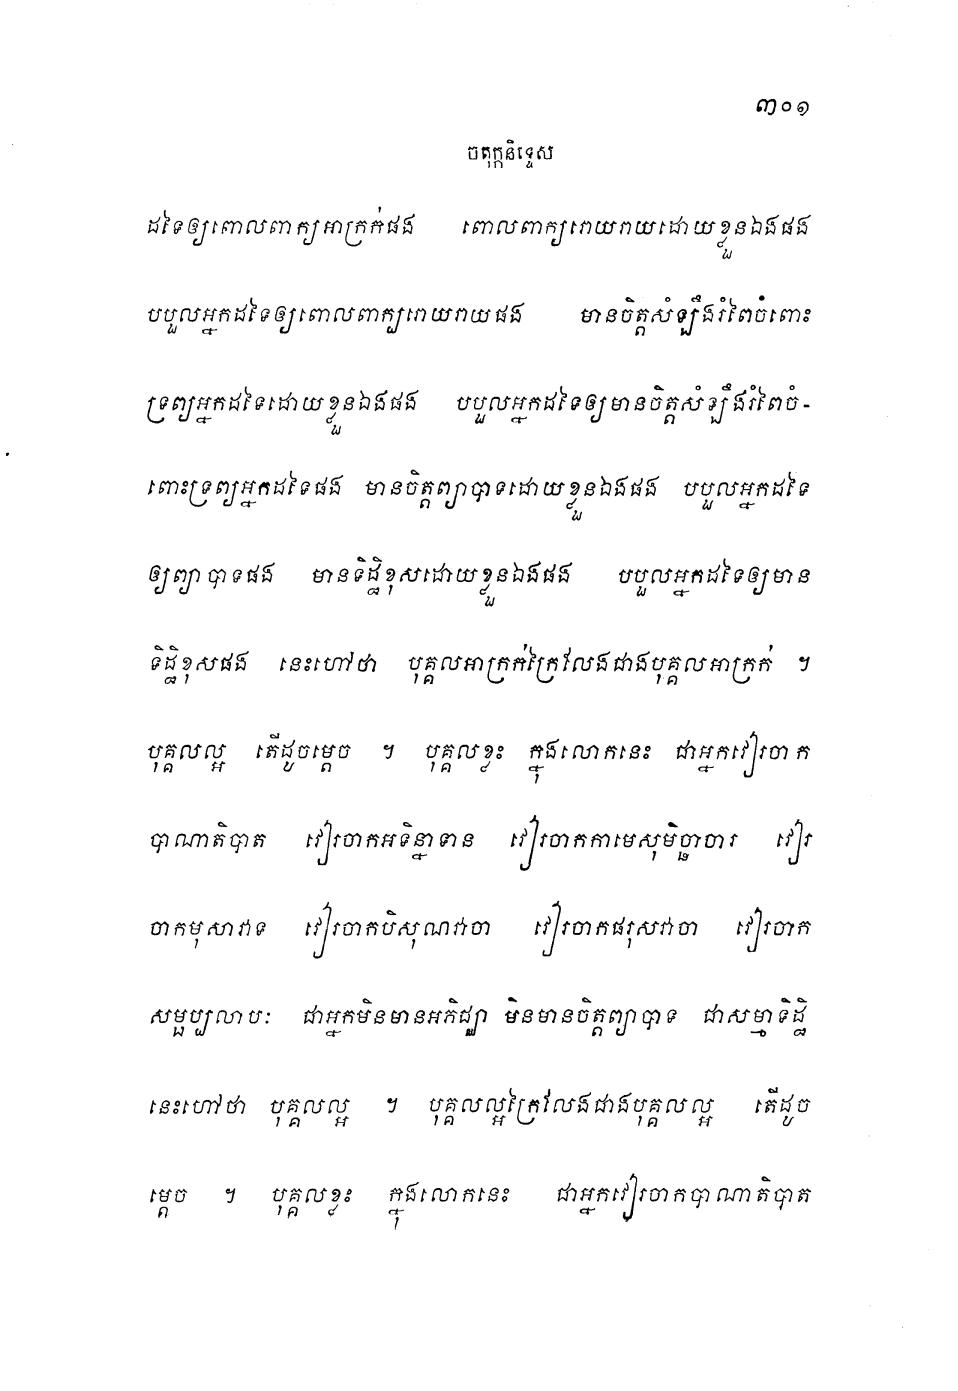 ៣០១
ចតុក្កនិទ្ទេស
ដទៃឲ្យពោលពាក្យអាក្រក់ផង ពោលពាក្យរោយរាយដោយខ្លួនឯងផង
បបួលអ្នកដទៃឲ្យពោលពាក្យរោយរាយផង មានចិត្តសំឡឹងរំពៃចំពោះ
ទ្រព្យអ្នកដទៃដោយខ្លួនឯងផង បបួលអ្នកដទៃឲ្យមានចិត្តសំឡឹងរំពៃចំ-
ពោះទ្រព្យអ្នកដទៃផង មានចិត្តព្យាបាទដោយខ្លួនឯងផង បបួលអ្នកដទៃ
ឲ្យព្យាបាទផង មានទិដ្ឋិខុសដោយខ្លួនឯងផង បបួលអ្នកដទៃឲ្យមាន
ទិដ្ឋិខុសផង នេះហៅថា បុគ្គលអាក្រក់ក្រៃលែងជាងបុគ្គលអាក្រក់ ។
បុគ្គលល្អ តើដូចម្តេច ។ បុគ្គលខ្លះ ក្នុងលោកនេះ ជាអ្នកវៀរចាក
បាណាតិបាត វៀរចាកអទិន្នាទាន វៀរចាកកាមេសុមិច្ឆាចារ វៀរ
ចាកមុសាវាទ វៀរចាកបិសុណវាចា វៀរចាកផរុសវាចា វៀរចាក
សម្ផប្បលាបៈ ជាអ្នកមិនមានអភិជ្ឈា មិនមានចិត្តព្យាបាទ ជាសម្មាទិដ្ឋិ
នេះហៅថា បុគ្គលល្អ ។ បុគ្គលល្អក្រៃលែងជាងបុគ្គលល្អ តើដូច
ម្តេច ។ បុគ្គលខ្លះ ក្នុងលោកនេះ ជាអ្នកវៀរចាកបាណាតិបាត